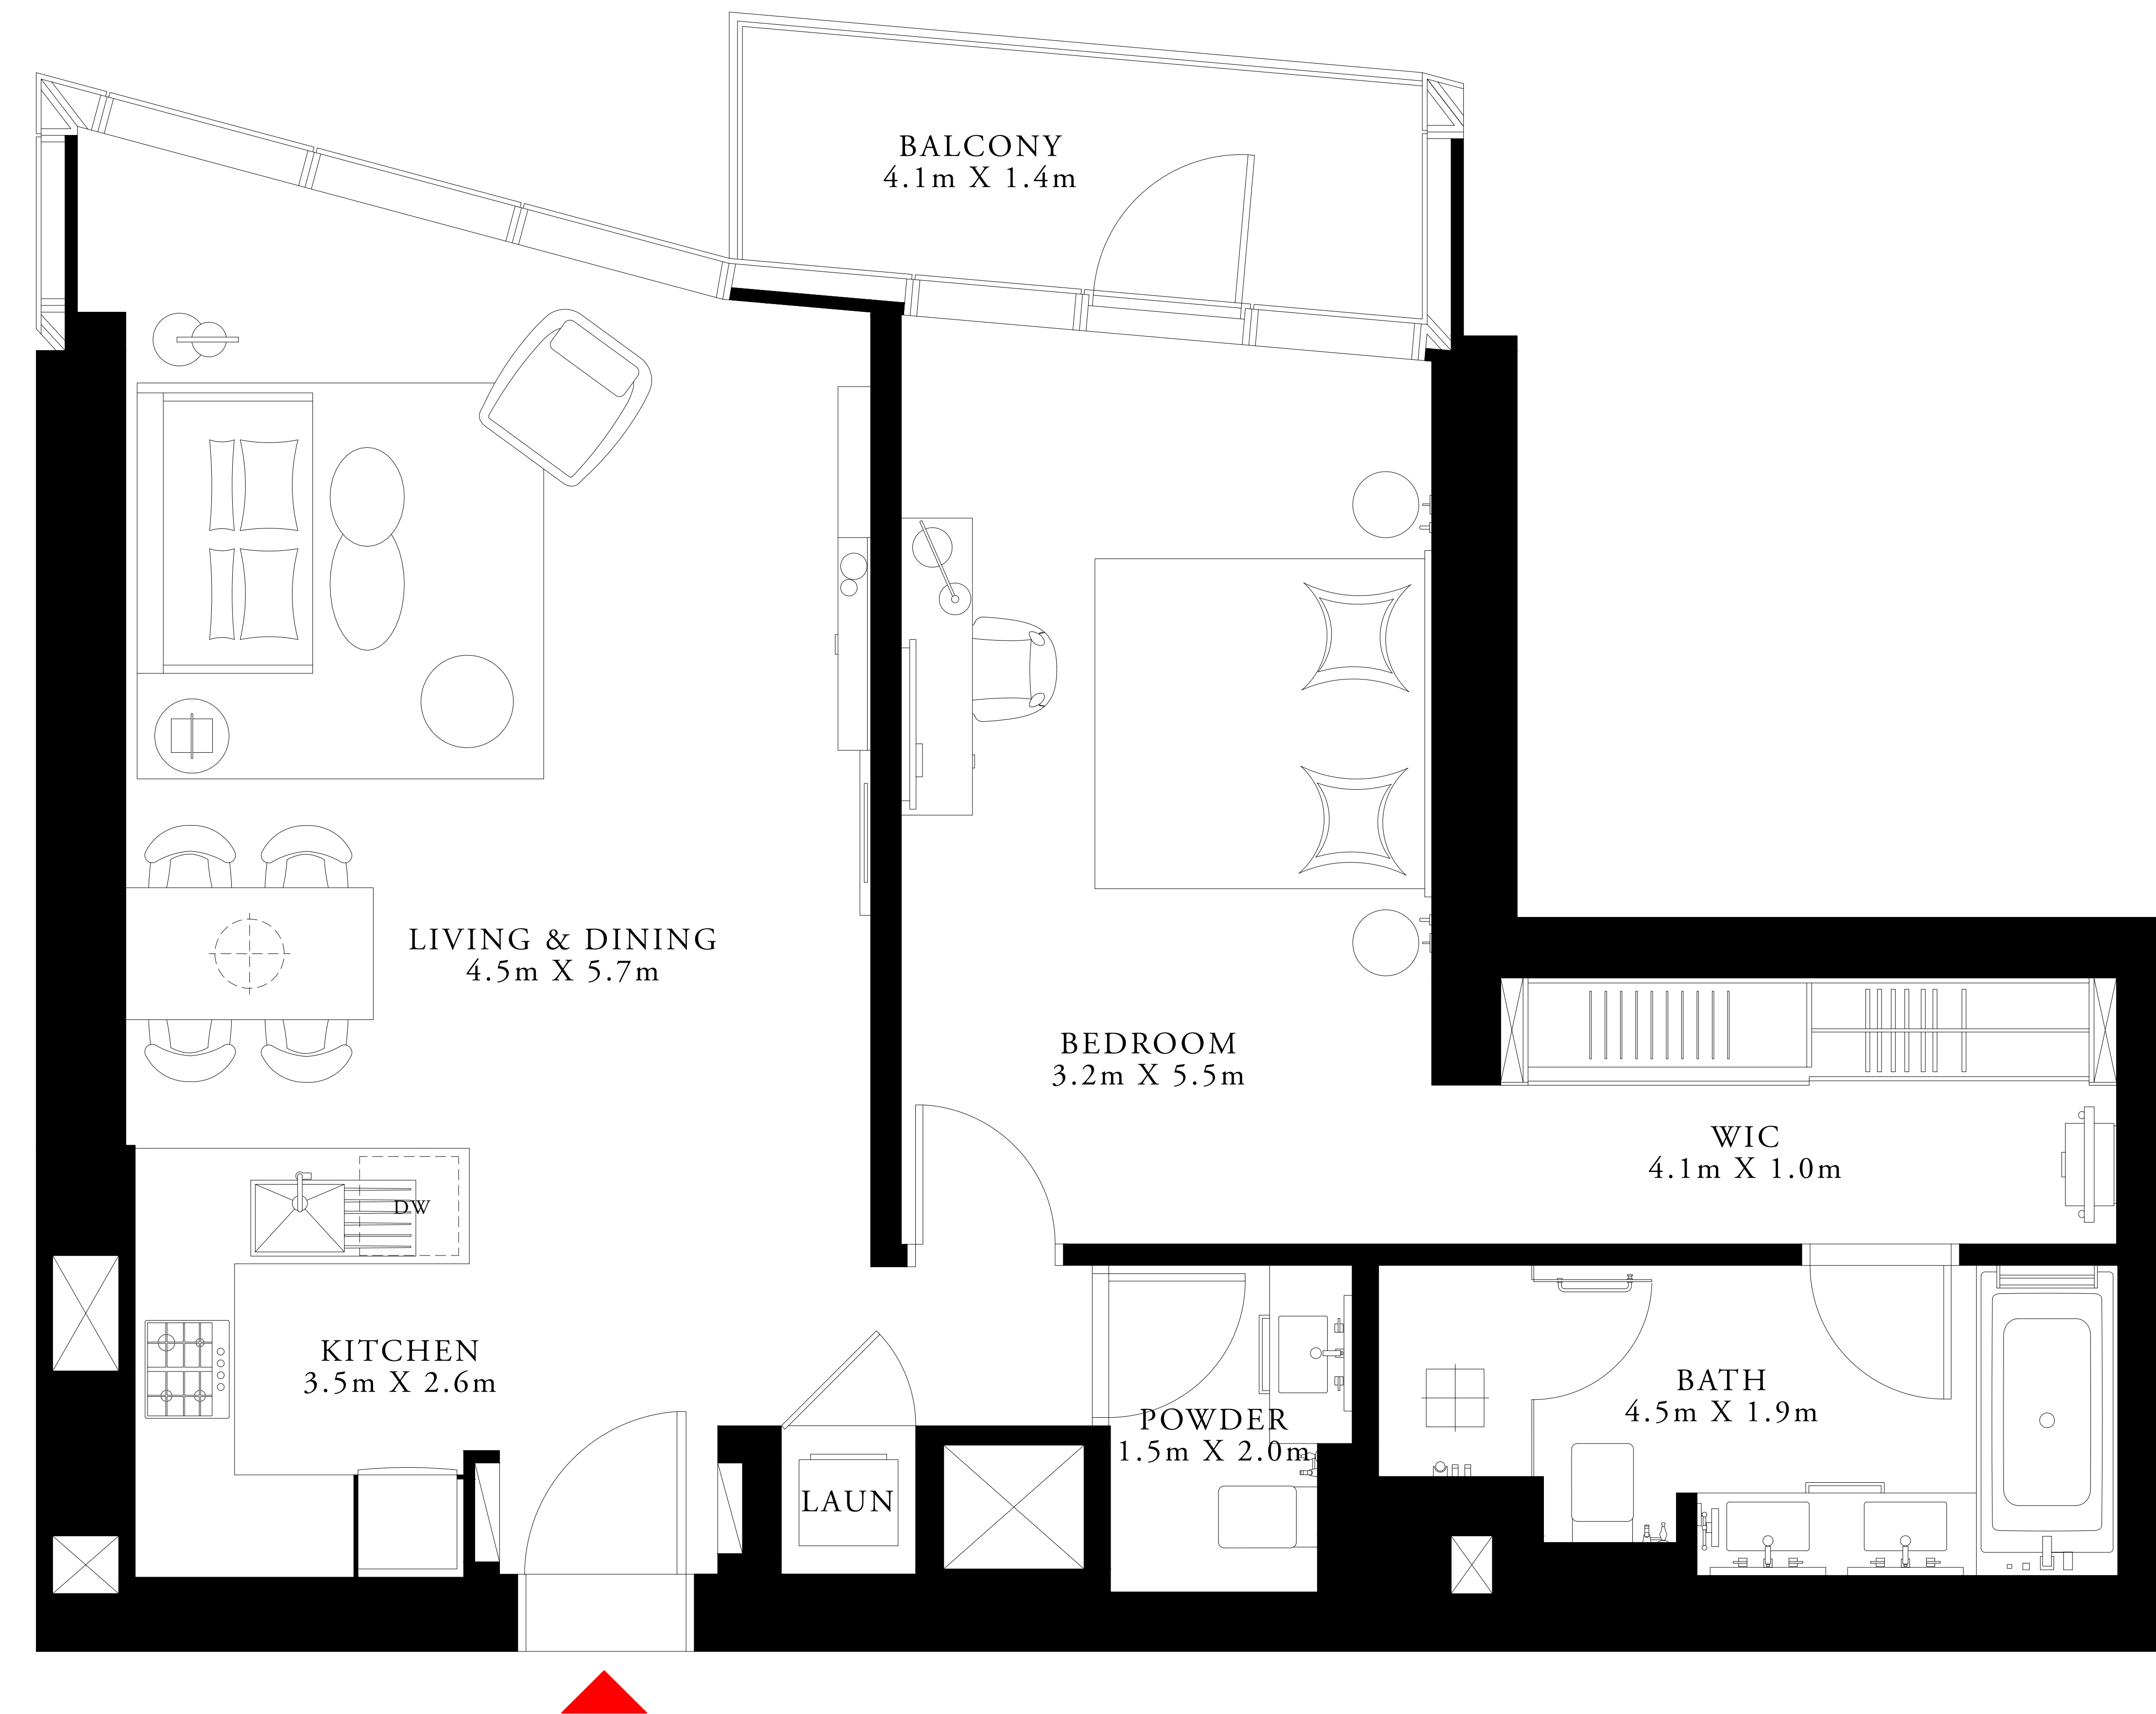 BALCONY
4.1m X 1.4m
LIVING & DINING
4.5m X 5.7m
BEDROOM
3.2m X 5.5m
WIC
4.1m X 1.0m
DW
KITCHEN
3.5m X 2.6m
BATH
4.5m X 1.9m
POWDER
1.5m X 2.0m
LAUN